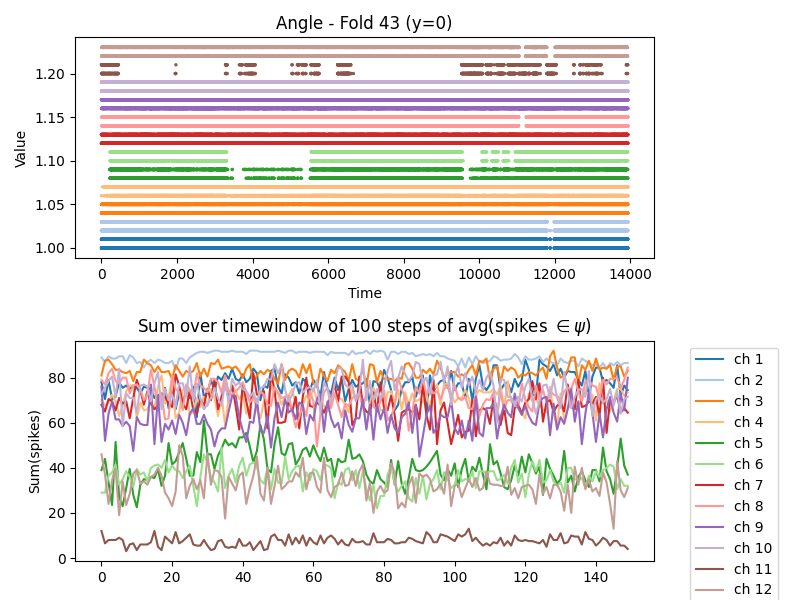 Angle - Fold 43 (y=0)
1.20
1.15
1.10
1.05
1.00
Value
0 2000 4000 6000 8000 10000 12000 14000
Time
Sum over timewindow of 100 steps of avg(spikes ∈ ψ)
80
60
40
20
0
Sum(spikes)
0 20 40 60 80 100 120 140
ch 1
ch 2
ch 3
ch 4
ch 5
ch 6
ch 7
ch 8
ch 9
ch 10
ch 11
ch 12